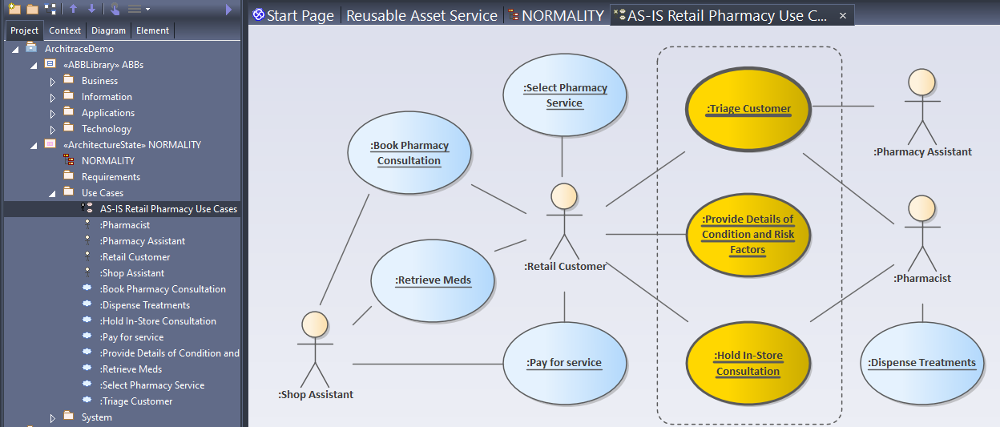 Start Page
Reusable Asset Service
NORMALITY
AS-IS Retail Pharmacy Use C... ×
Project
Context
Diagram
Element
ArchitraceDemo
«ABBLibrary» ABBs
Business
Information
Applications
Technology
«ArchitectureState» NORMALITY
NORMALITY
Requirements
Use Cases
AS-IS Retail Pharmacy Use Cases
:Pharmacist
:Pharmacy Assistant
:Retail Customer
:Shop Assistant
:Book Pharmacy Consultation
:Dispense Treatments
:Hold In-Store Consultation
:Pay for service
:Provide Details of Condition and
:Retrieve Meds
:Select Pharmacy Service
:Triage Customer
System
:Select Pharmacy
Service
:Triage Customer
:Pharmacy Assistant
:Book Pharmacy
Consultation
:Provide Details of
Condition and Risk
Factors
:Retail Customer
:Retrieve Meds
:Pharmacist
:Pay for service
:Hold In-Store
Consultation
:Dispense Treatments
:Shop Assistant